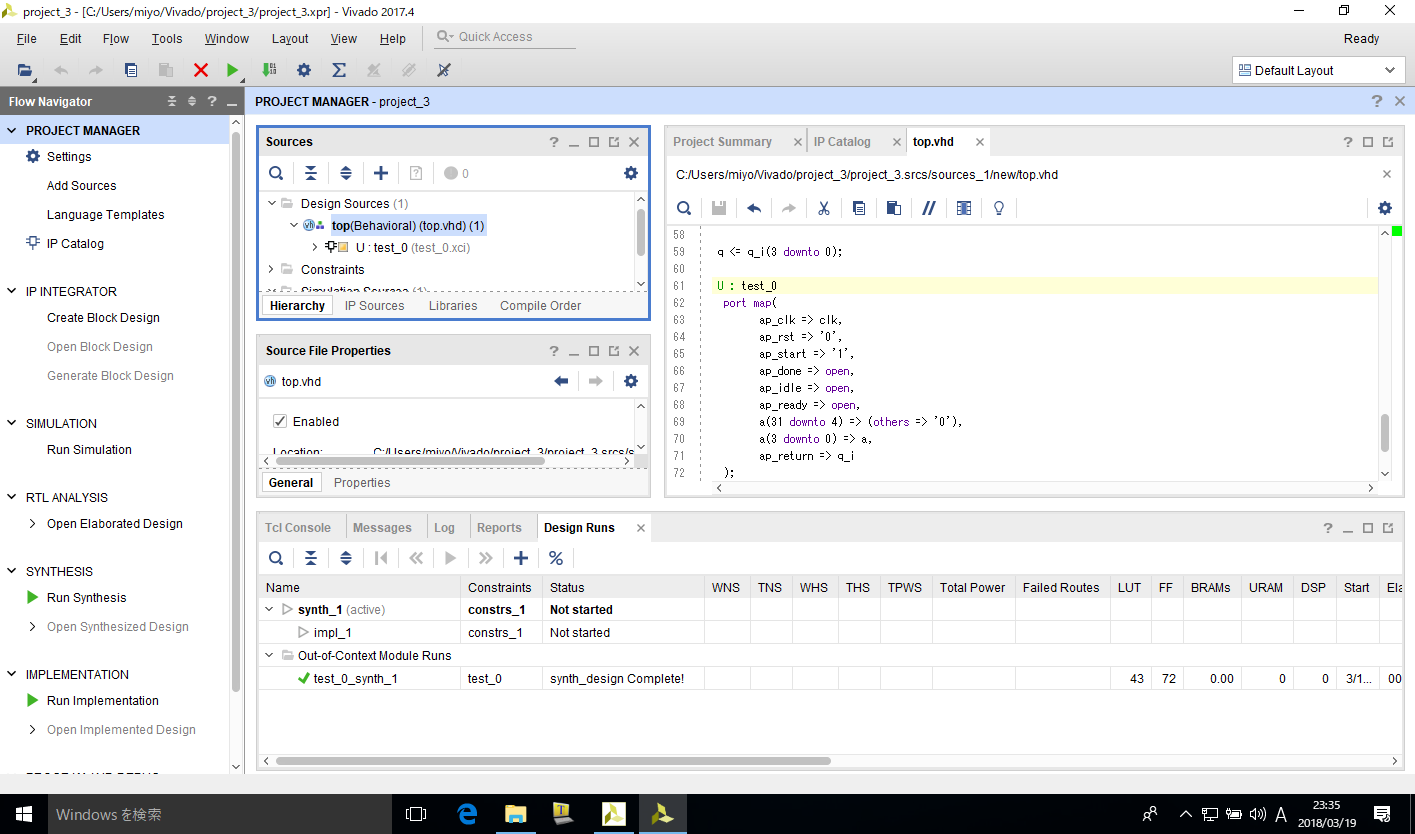 project_3 - [C:/Users/miyo/Vivado/project_3/project_3.xpr] - Vivado 2017.4
File Edit Flow Tools Window Layout View Help Quick Access Ready
Default Layout
Flow Navigator
PROJECT MANAGER
Settings
Add Sources
Language Templates
IP Catalog
IP INTEGRATOR
Create Block Design
Open Block Design
Generate Block Design
SIMULATION
Run Simulation
RTL ANALYSIS
Open Elaborated Design
SYNTHESIS
Run Synthesis
Open Synthesized Design
IMPLEMENTATION
Run Implementation
Open Implemented Design
PROJECT MANAGER - project_3
Sources
0
Design Sources (1)
top(Behavioral) (top.vhd) (1)
U : test_0 (test_0.xci)
Constraints
Simulation Sources (1)
Hierarchy IP Sources Libraries Compile Order
Source File Properties
top.vhd
Enabled
Location: C:/Users/miyo/Vivado/project_3/project_3.srcs/s
General Properties
Project Summary IP Catalog top.vhd
C:/Users/miyo/Vivado/project_3/project_3.srcs/sources_1/new/top.vhd
58
59 q <= q_i(3 downto 0);
60
61 U : test_0
62 port map(
63 ap_clk => clk,
64 ap_rst => '0',
65 ap_start => '1',
66 ap_done => open,
67 ap_idle => open,
68 ap_ready => open,
69 a(31 downto 4) => (others => '0'),
70 a(3 downto 0) => a,
71 ap_return => q_i
72 );
Tcl Console Messages Log Reports Design Runs
Name Constraints Status WNS TNS WHS THS TPWS Total Power Failed Routes LUT FF BRAMs URAM DSP Start Ela
synth_1 (active) constrs_1 Not started
impl_1 constrs_1 Not started
Out-of-Context Module Runs
test_0_synth_1 test_0 synth_design Complete! 43 72 0.00 0 0 3/1... 00
Windows を検索
A
23:35
2018/03/19